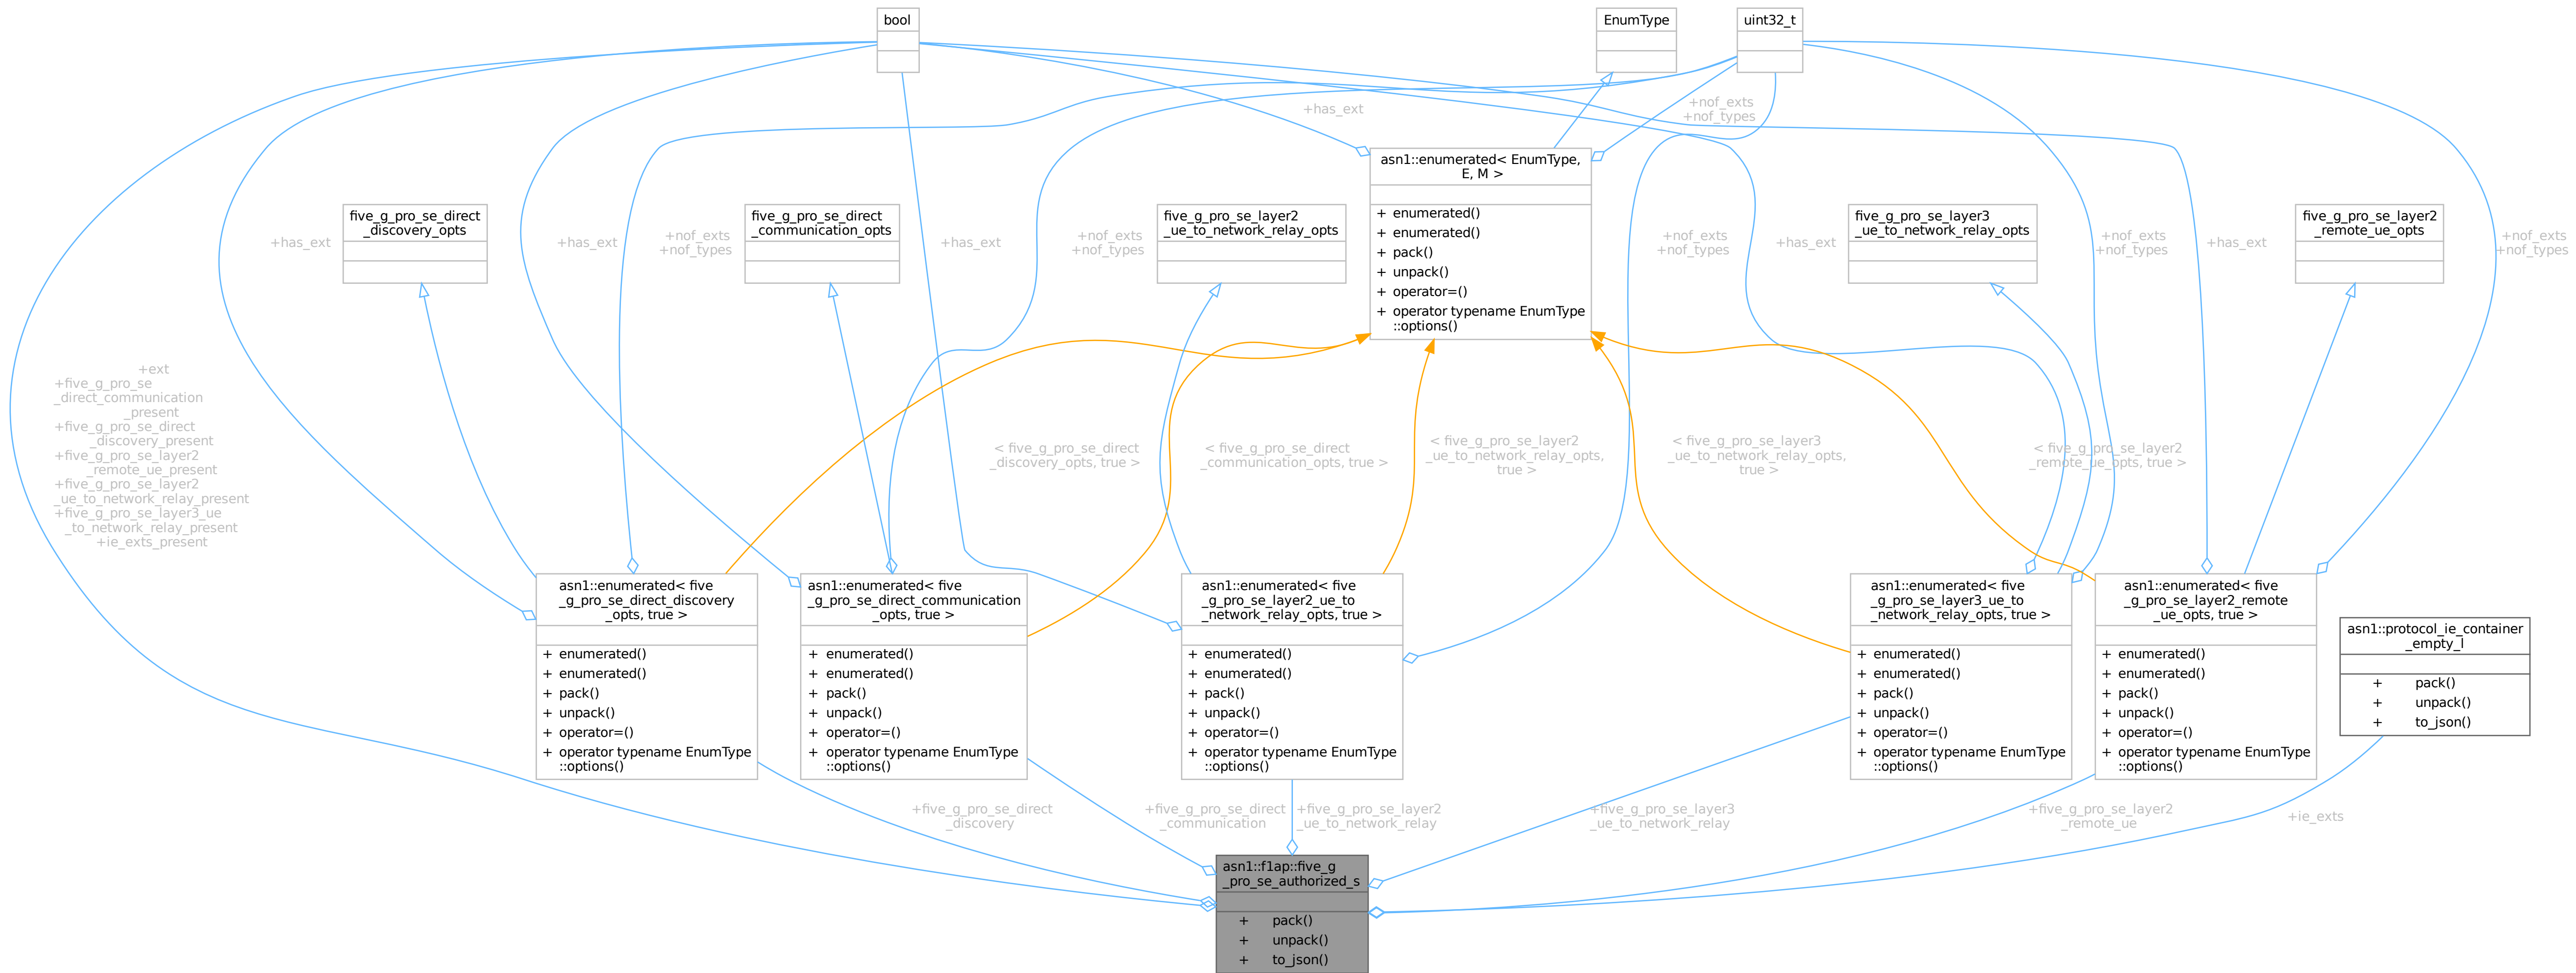 bool
EnumType
uint32_t
+has_ext
+nof_exts
+nof_types
asn1::enumerated< EnumType,
E, M >
+ enumerated()
+ enumerated()
+ pack()
+ unpack()
+ operator=()
+ operator typename EnumType
::options()
five_g_pro_se_direct
_discovery_opts
five_g_pro_se_direct
_communication_opts
five_g_pro_se_layer2
_ue_to_network_relay_opts
five_g_pro_se_layer3
_ue_to_network_relay_opts
five_g_pro_se_layer2
_remote_ue_opts
+has_ext
+has_ext
+nof_exts
+nof_types
+has_ext
+nof_exts
+nof_types
+nof_exts
+nof_types
+has_ext
+nof_exts
+nof_types
+has_ext
+nof_exts
+nof_types
+ext
+five_g_pro_se
_direct_communication
_present
+five_g_pro_se_direct
_discovery_present
+five_g_pro_se_layer2
_remote_ue_present
+five_g_pro_se_layer2
_ue_to_network_relay_present
+five_g_pro_se_layer3_ue
_to_network_relay_present
+ie_exts_present
< five_g_pro_se_direct
_discovery_opts, true >
< five_g_pro_se_direct
_communication_opts, true >
< five_g_pro_se_layer2
_ue_to_network_relay_opts,
true >
< five_g_pro_se_layer3
_ue_to_network_relay_opts,
true >
< five_g_pro_se_layer2
_remote_ue_opts, true >
asn1::enumerated< five
_g_pro_se_direct_discovery
_opts, true >
+ enumerated()
+ enumerated()
+ pack()
+ unpack()
+ operator=()
+ operator typename EnumType
::options()
asn1::enumerated< five
_g_pro_se_direct_communication
_opts, true >
+ enumerated()
+ enumerated()
+ pack()
+ unpack()
+ operator=()
+ operator typename EnumType
::options()
asn1::enumerated< five
_g_pro_se_layer2_ue_to
_network_relay_opts, true >
+ enumerated()
+ enumerated()
+ pack()
+ unpack()
+ operator=()
+ operator typename EnumType
::options()
asn1::enumerated< five
_g_pro_se_layer3_ue_to
_network_relay_opts, true >
+ enumerated()
+ enumerated()
+ pack()
+ unpack()
+ operator=()
+ operator typename EnumType
::options()
asn1::enumerated< five
_g_pro_se_layer2_remote
_ue_opts, true >
+ enumerated()
+ enumerated()
+ pack()
+ unpack()
+ operator=()
+ operator typename EnumType
::options()
asn1::protocol_ie_container
_empty_l
+ pack()
+ unpack()
+ to_json()
+five_g_pro_se_direct
_discovery
+five_g_pro_se_direct
_communication
+five_g_pro_se_layer2
_ue_to_network_relay
+five_g_pro_se_layer3
_ue_to_network_relay
+five_g_pro_se_layer2
_remote_ue
+ie_exts
asn1::f1ap::five_g
_pro_se_authorized_s
+ pack()
+ unpack()
+ to_json()